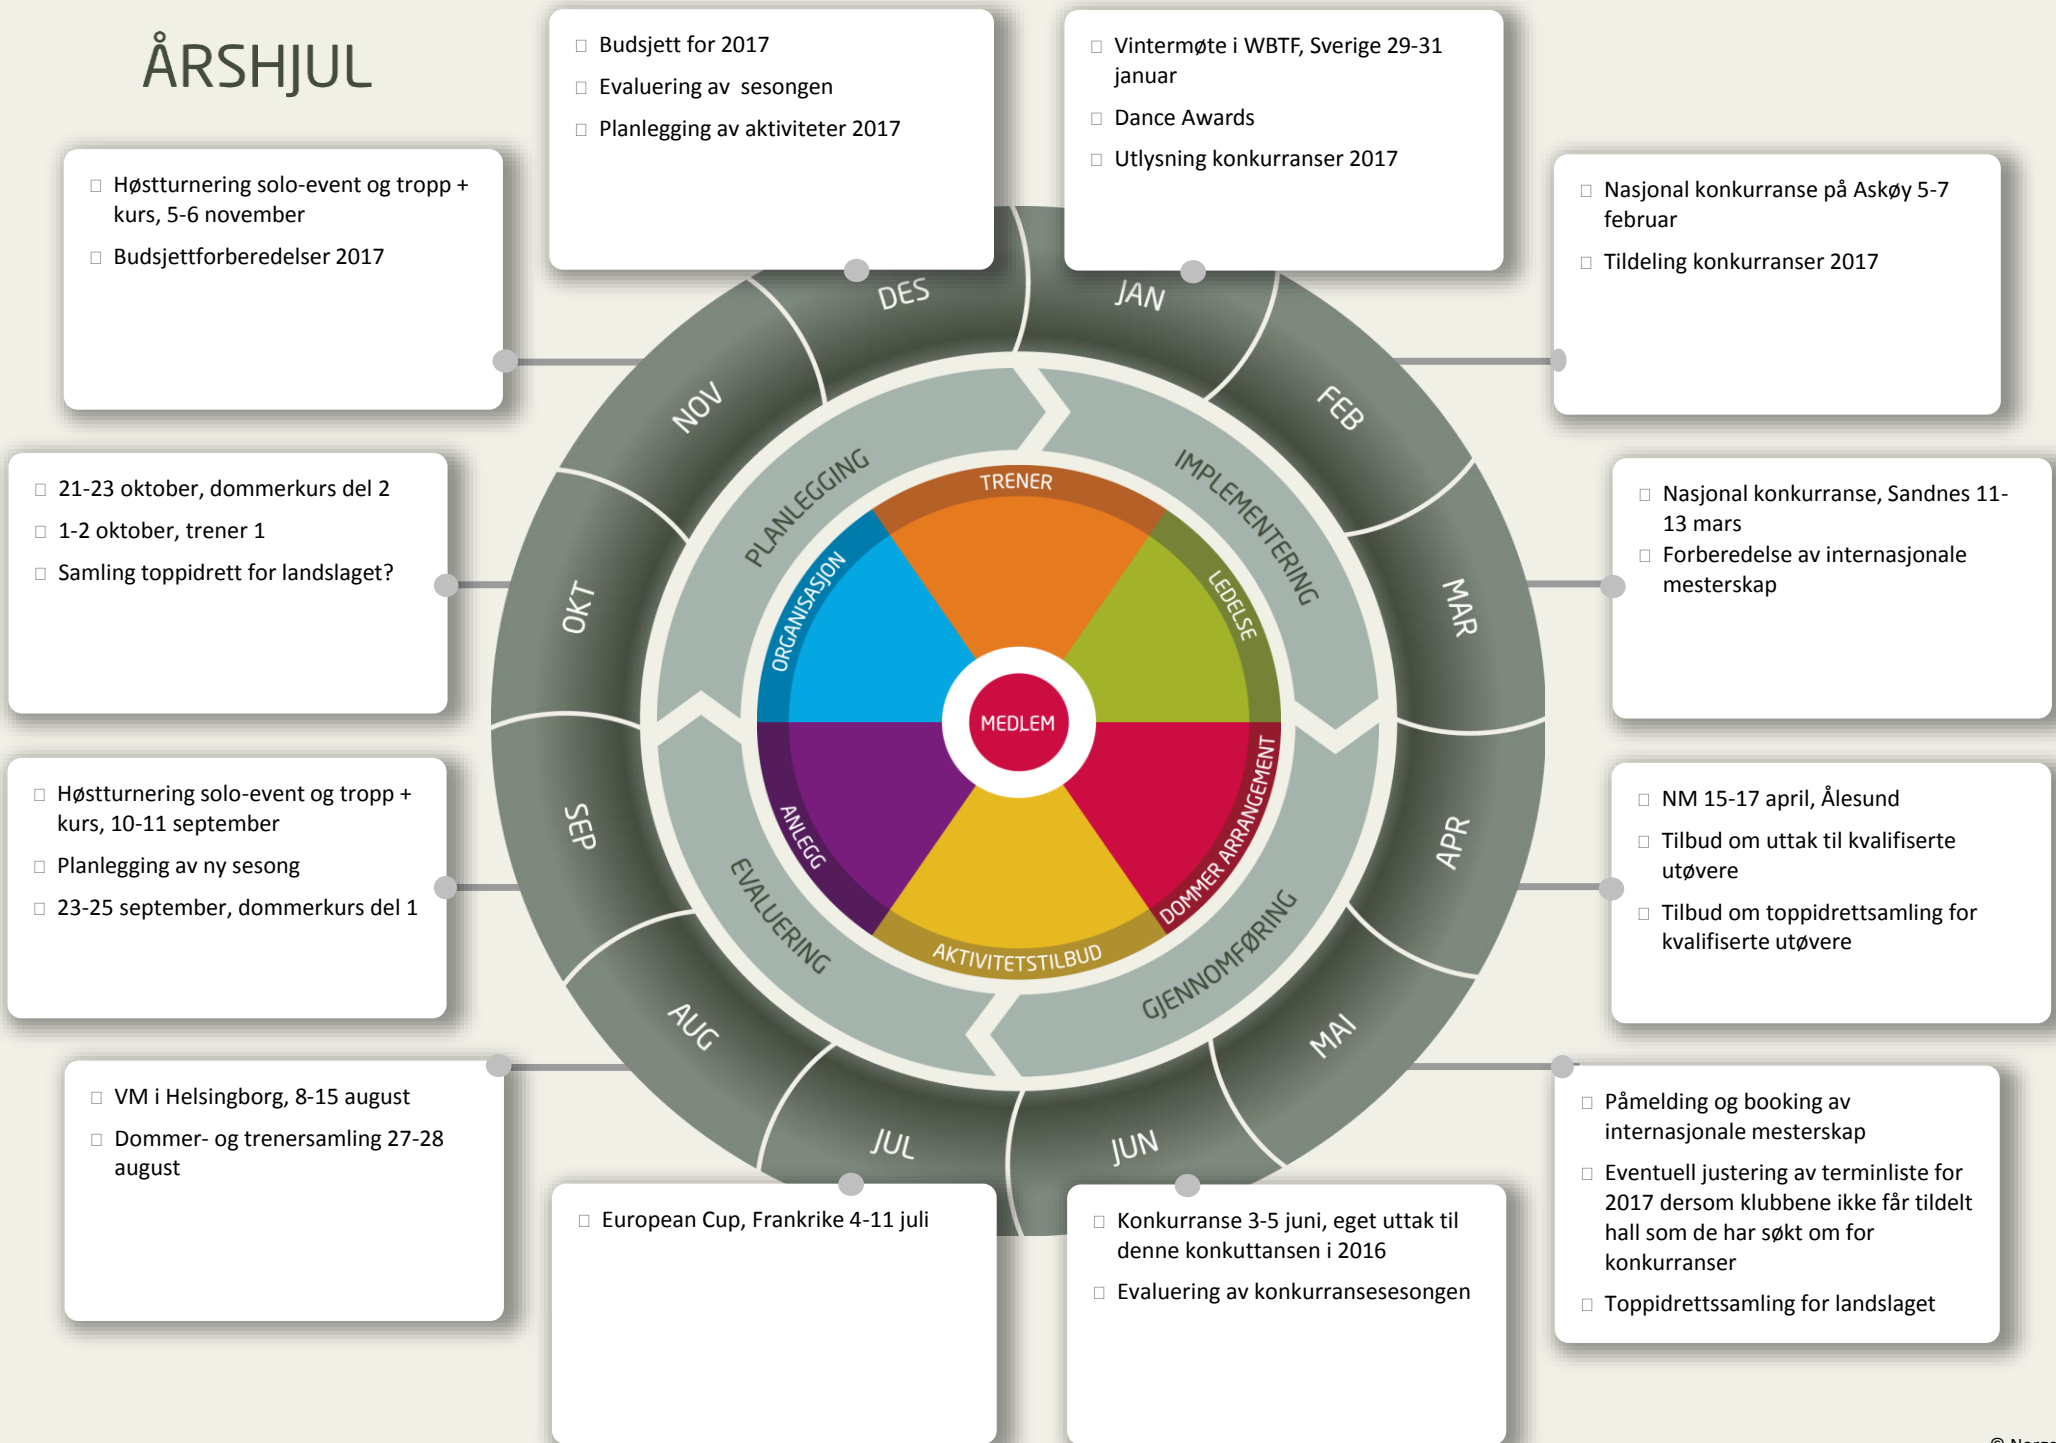 ÅRSHJUL
□ Budsjett for 2017
□ Evaluering av sesongen
□ Planlegging av aktiviteter 2017
□ Vintermøte i WBTF, Sverige 29-31
januar
□ Dance Awards
□ Utlysning konkurranser 2017
□ Nasjonal konkurranse på Askøy 5-7
februar
□ Tildeling konkurranser 2017
□ Nasjonal konkurranse, Sandnes 11-
13 mars
□ Forberedelse av internasjonale
mesterskap
□ NM 15-17 april, Ålesund
□ Tilbud om uttak til kvalifiserte
utøvere
□ Tilbud om toppidrettsamling for
kvalifiserte utøvere
□ Påmelding og booking av
internasjonale mesterskap
□ Eventuell justering av terminliste for
2017 dersom klubbene ikke får tildelt
hall som de har søkt om for
konkurranser
□ Toppidrettssamling for landslaget
□ Konkurranse 3-5 juni, eget uttak til
denne konkuttansen i 2016
□ Evaluering av konkurransesesongen
□ European Cup, Frankrike 4-11 juli
□ VM i Helsingborg, 8-15 august
□ Dommer- og trenersamling 27-28
august
□ Høstturnering solo-event og tropp +
kurs, 10-11 september
□ Planlegging av ny sesong
□ 23-25 september, dommerkurs del 1
□ 21-23 oktober, dommerkurs del 2
□ 1-2 oktober, trener 1
□ Samling toppidrett for landslaget?
□ Høstturnering solo-event og tropp +
kurs, 5-6 november
□ Budsjettforberedelser 2017
JAN
FEB
MAR
APR
MAI
JUN
JUL
AUG
SEP
OKT
NOV
DES
PLANLEGGING
IMPLEMENTERING
GJENNOMFØRING
EVALUERING
TRENER
LEDELSE
DOMMER ARRANGEMENT
AKTIVITETSTILBUD
ANLEGG
ORGANISASJON
MEDLEM